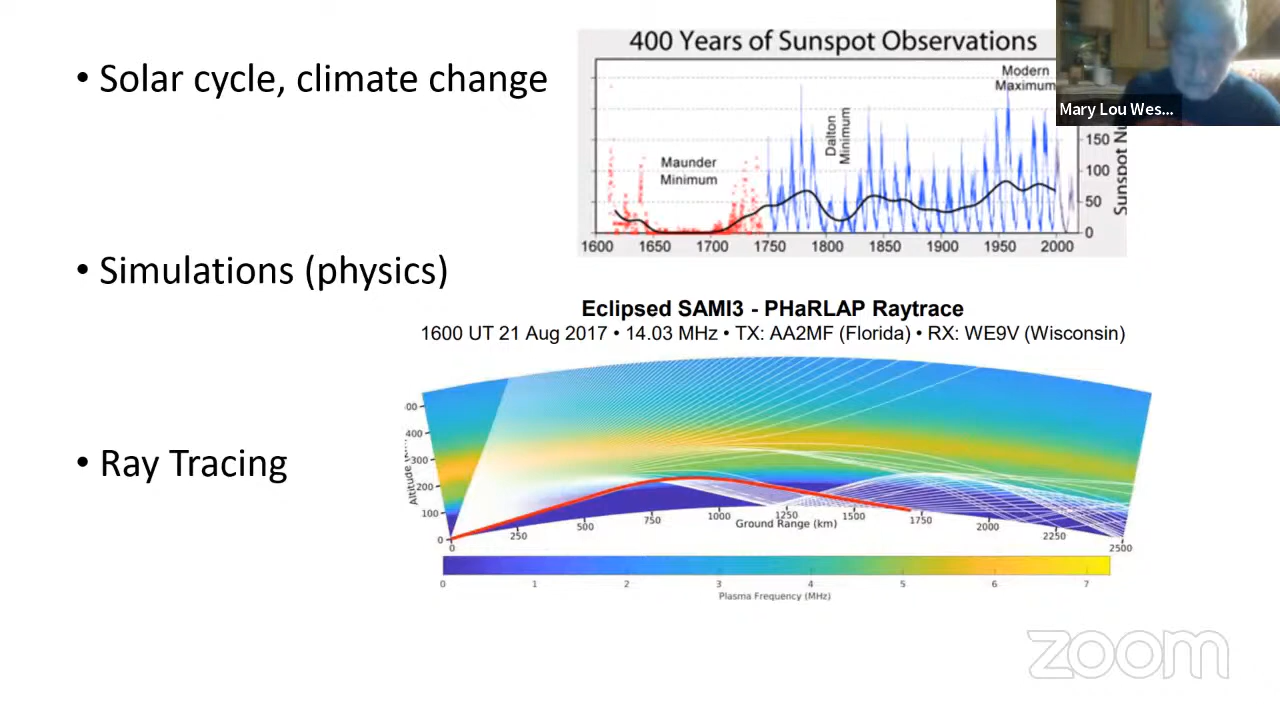 • Solar cycle, climate change
400 Years of Sunspot Observations
Modern
Maximum
Mary Lou Wes...
Dalton
Minimum
Maunder
Minimum
150
100
50
0
Sunspot Nu
1600 1650 1700 1750 1800 1850 1900 1950 2000
• Simulations (physics)
Eclipsed SAMI3 - PHaRLAP Raytrace
1600 UT 21 Aug 2017 • 14.03 MHz • TX: AA2MF (Florida) • RX: WE9V (Wisconsin)
• Ray Tracing
00
400
300
200
100
0
Altitude
0 250 500 750 1000 1250 1500 1750 2000 2250 2500
Ground Range (km)
0 1 2 3 4 5 6 7
Plasma Frequency (MHz)
zoom